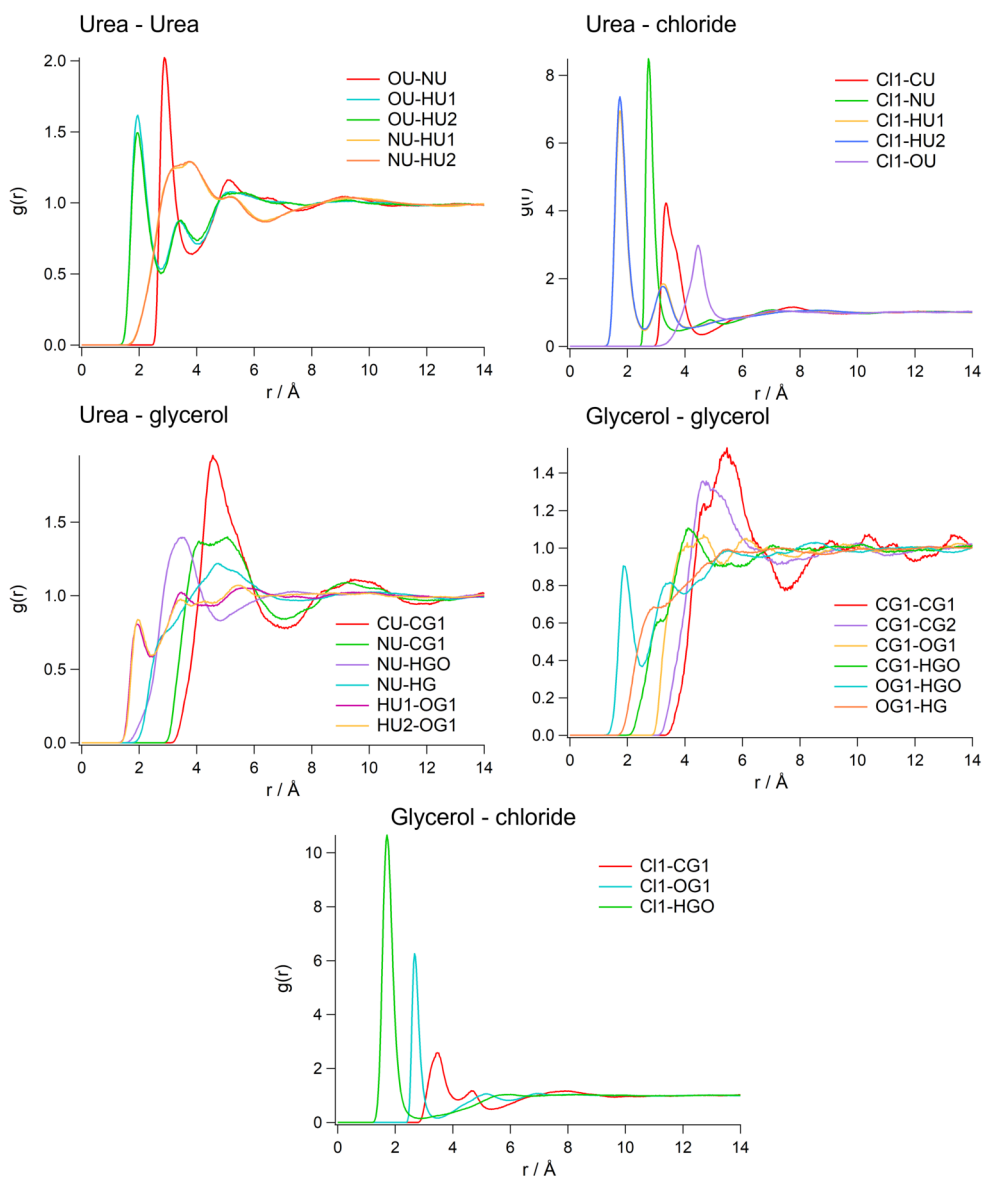 Urea - Urea
2.0
1.5
1.0
0.5
0.0
g(r)
0 2 4 6 8 10 12 14
r / Å
OU-NU
OU-HU1
OU-HU2
NU-HU1
NU-HU2
Urea - chloride
8
6
4
2
0
g(r)
0 2 4 6 8 10 12 14
r / Å
Cl1-CU
Cl1-NU
Cl1-HU1
Cl1-HU2
Cl1-OU
Urea - glycerol
1.5
1.0
0.5
0.0
g(r)
0 2 4 6 8 10 12 14
r / Å
CU-CG1
NU-CG1
NU-HGO
NU-HG
HU1-OG1
HU2-OG1
Glycerol - glycerol
1.4
1.2
1.0
0.8
0.6
0.4
0.2
0.0
g(r)
0 2 4 6 8 10 12 14
r / Å
CG1-CG1
CG1-CG2
CG1-OG1
CG1-HGO
OG1-HGO
OG1-HG
Glycerol - chloride
10
8
6
4
2
0
g(r)
0 2 4 6 8 10 12 14
r / Å
Cl1-CG1
Cl1-OG1
Cl1-HGO